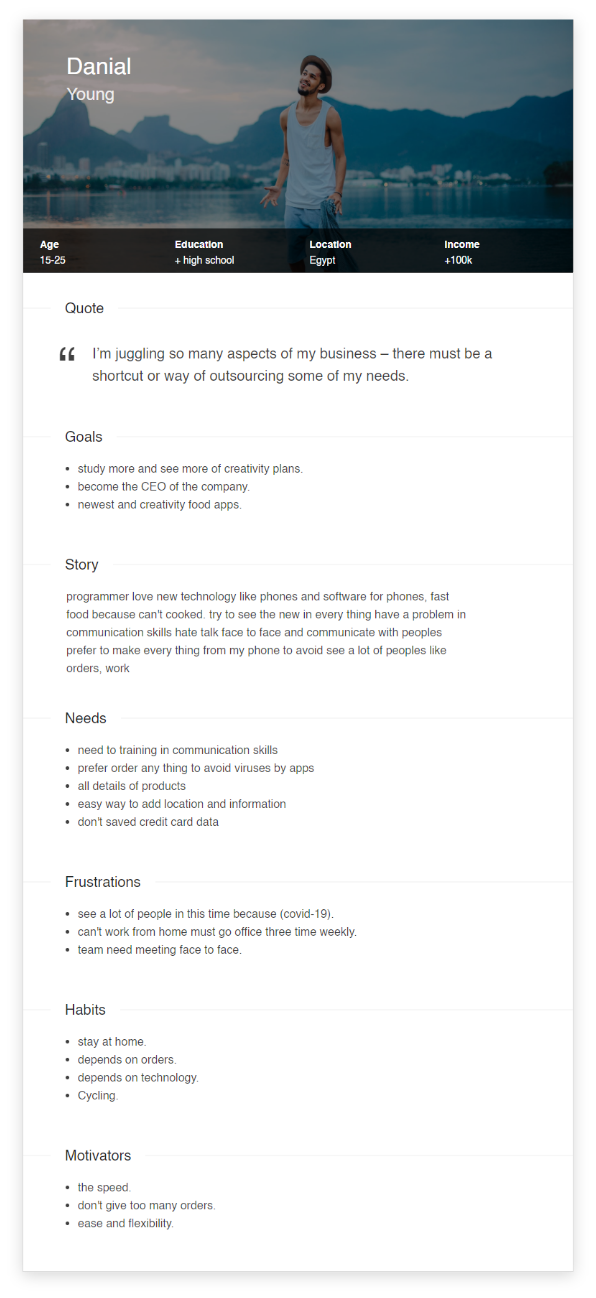 Danial
Young
Age
15-25
Education
+ high school
Location
Egypt
Income
+100k
Quote
“ I'm juggling so many aspects of my business – there must be a
shortcut or way of outsourcing some of my needs.
Goals
• study more and see more of creativity plans.
• become the CEO of the company.
• newest and creativity food apps.
Story
programmer love new technology like phones and software for phones, fast
food because can't cooked. try to see the new in every thing have a problem in
communication skills hate talk face to face and communicate with peoples
prefer to make every thing from my phone to avoid see a lot of peoples like
orders, work
Needs
• need to training in communication skills
• prefer order any thing to avoid viruses by apps
• all details of products
• easy way to add location and information
• don't saved credit card data
Frustrations
• see a lot of people in this time because (covid-19).
• can't work from home must go office three time weekly.
• team need meeting face to face.
Habits
• stay at home.
• depends on orders.
• depends on technology.
• Cycling.
Motivators
• the speed.
• don't give too many orders.
• ease and flexibility.